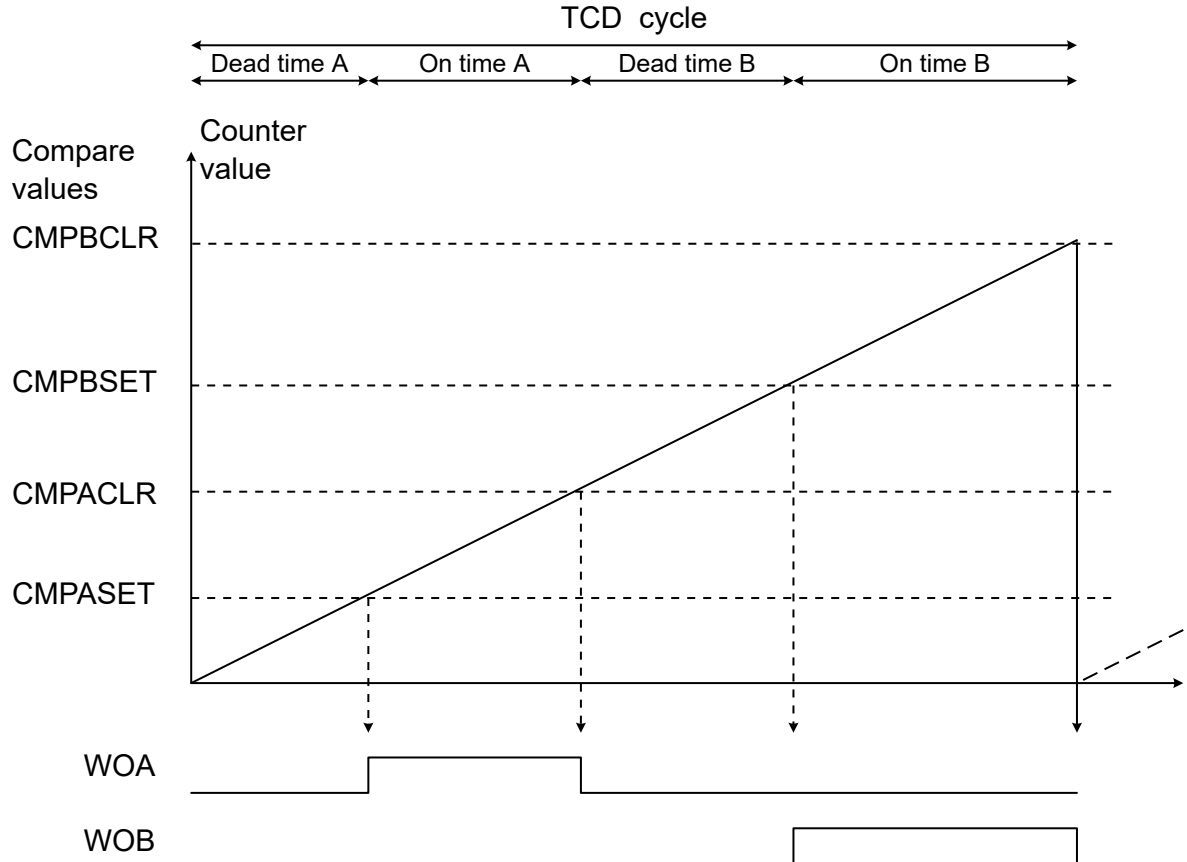 TCD cycle
Dead time A
On time A
Dead time B
On time B
Compare
values
Counter
value
CMPBCLR
CMPBSET
CMPACLR
CMPASET
WOA
WOB